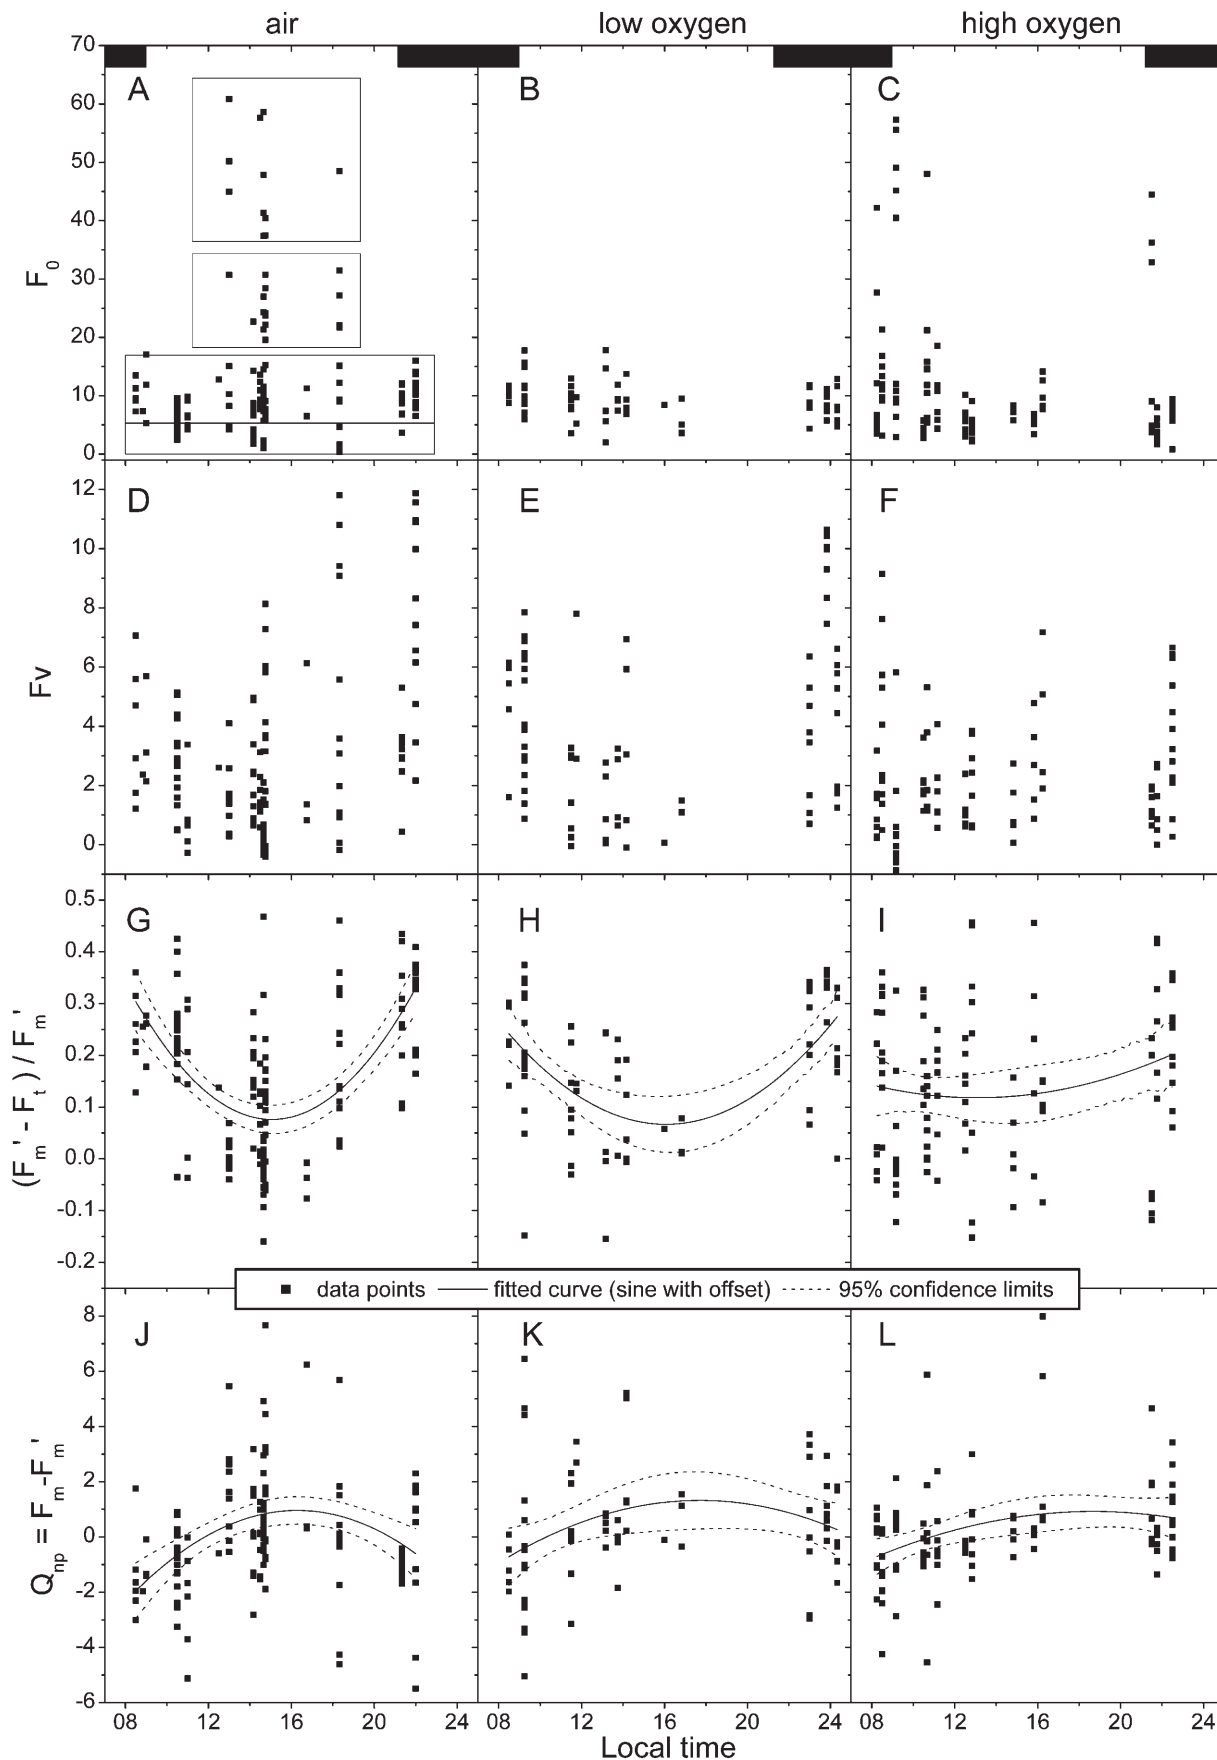 air low oxygen high oxygen
70
60
50
40
30
20
10
0
F0
A B C
12
10
8
6
4
2
0
Fv
D E F
0.5
0.4
0.3
0.2
0.1
0.0
-0.1
-0.2
(Fm' - Ft ) / Fm'
G H I
data points fitted curve (sine with offset) 95% confidence limits
8
6
4
2
0
-2
-4
-6
Qnp = Fm-Fm'
J K L
08 12 16 20 24 08 12 16 20 24 08 12 16 20 24
Local time